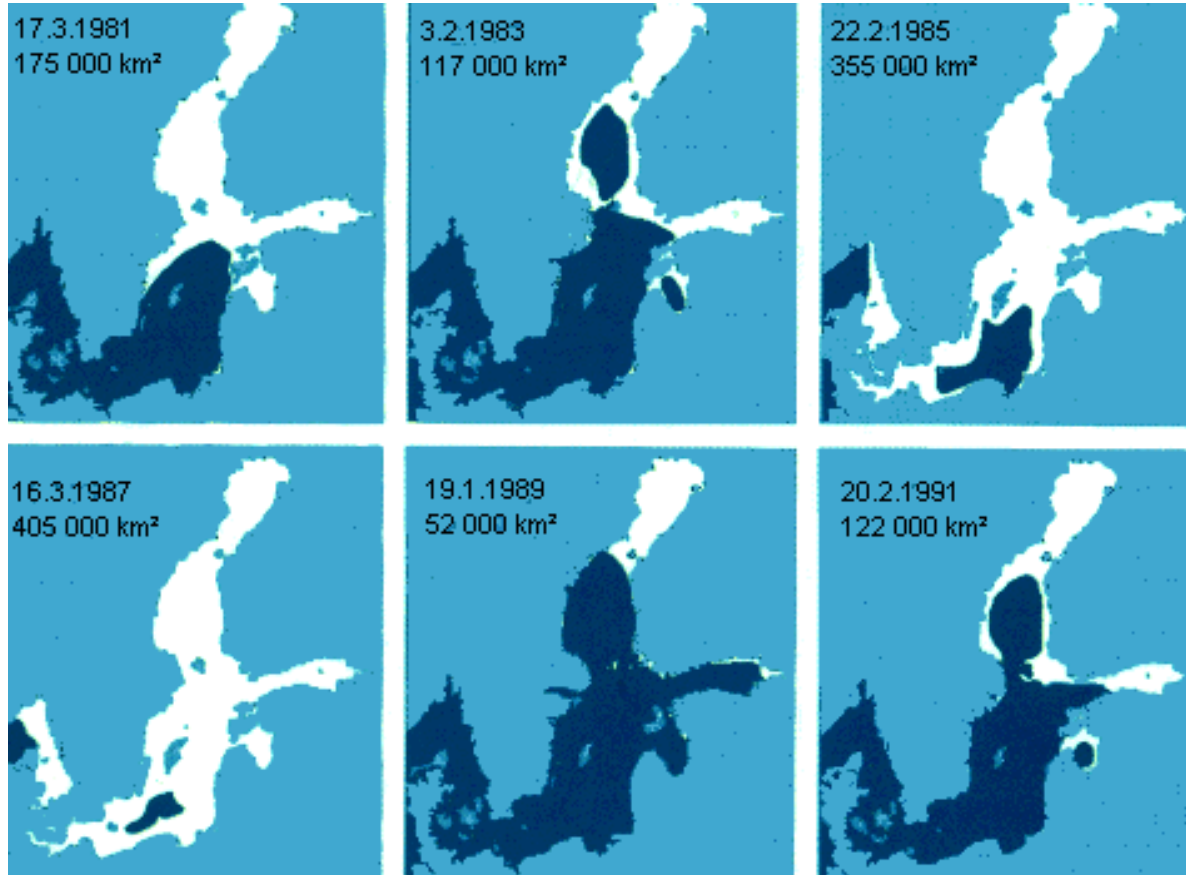 17.3.1981
175 000 km²
3.2.1983
117 000 km²
22.2.1985
355 000 km²
16.3.1987
405 000 km²
19.1.1989
52 000 km²
20.2.1991
122 000 km²